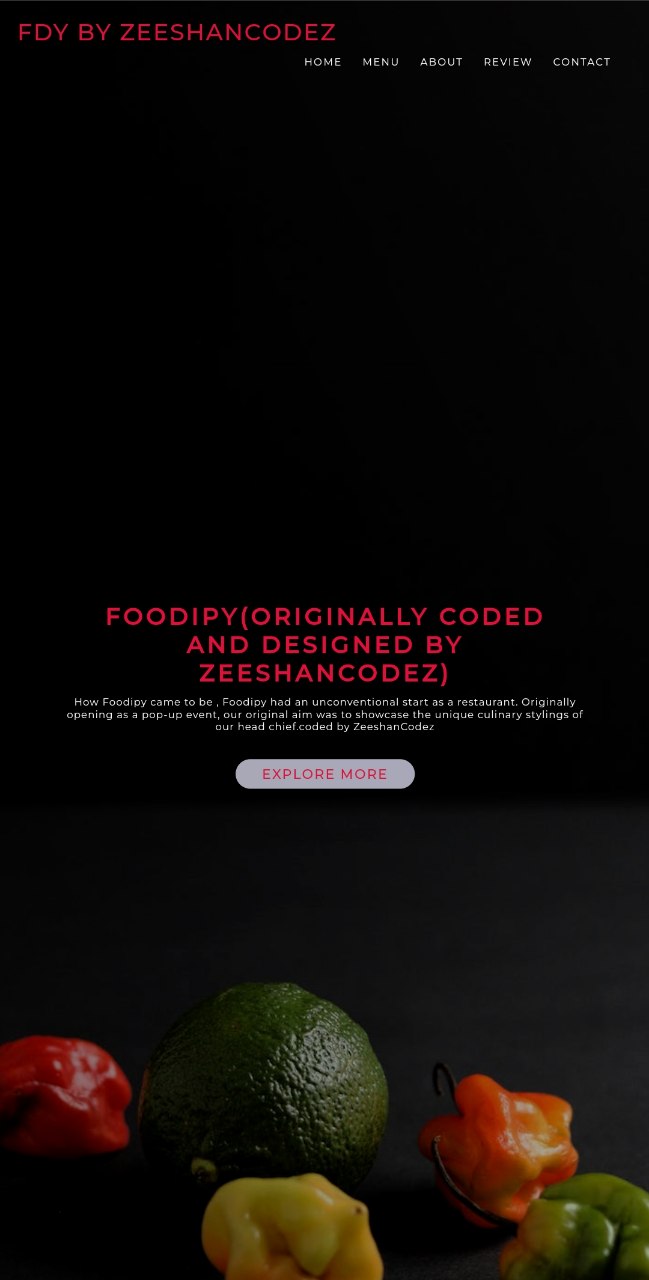 FDY BY ZEESHANCODEZ
HOME MENU ABOUT REVIEW CONTACT
FOODIPY(ORIGINALLY CODED
AND DESIGNED BY
ZEESHANCODEZ)
How Foodipy came to be , Foodipy had an unconventional start as a restaurant. Originally
opening as a pop-up event, our original aim was to showcase the unique culinary stylings of
our head chief.coded by ZeeshanCodez
EXPLORE MORE